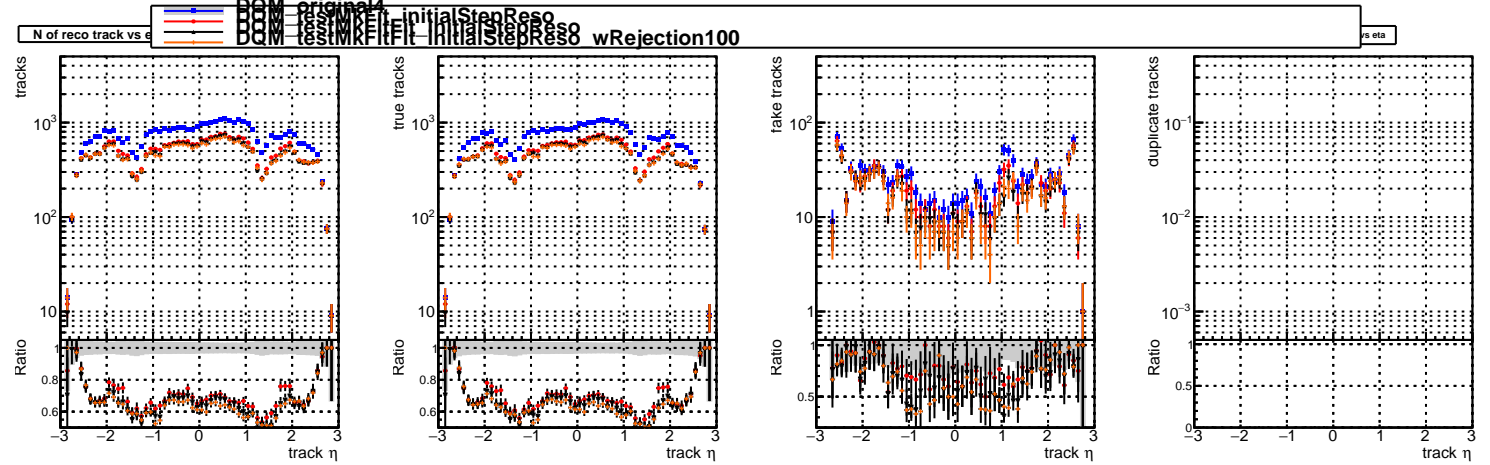 DQM_original4
DQM_testMkFit_initialStepReso
DQM_testMkFitFit_initialStepReso
DQM_testMkFitFit_initialStepReso_wRejection100
N of reco track vs e
vs eta
tracks
10³
10²
10
Ratio
1
0.8
0.6
−3 −2 −1 0 1 2 3
track η
true tracks
10³
10²
10
Ratio
1
0.8
0.6
−3 −2 −1 0 1 2 3
track η
fake tracks
10²
10
1
Ratio
1
0.5
−3 −2 −1 0 1 2 3
track η
duplicate tracks
10⁻¹
10⁻²
10⁻³
Ratio
1
0.5
0
−3 −2 −1 0 1 2 3
track η